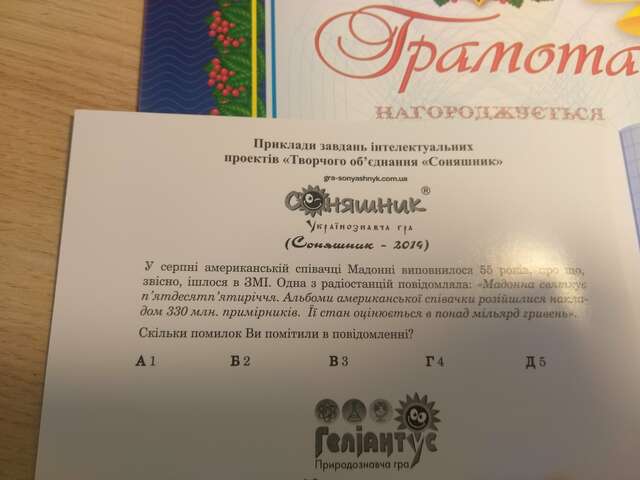 Грамота
НАГОРОДЖУЄТЬСЯ
Приклади завдань інтелектуальних
проектів «Творчого об’єднання «Соняшник»
gra-sonyashnyk.com.ua
Соняшник®
Українознавча гра
(Соняшник - 2014)
У серпні американській співачці Мадонні виповнилося 55 років, про що,
звісно, ішлося в ЗМІ. Одна з радіостанцій повідомляла: «Мадонна святкує
п’ятдесятп’ятиріччя. Альбоми американської співачки розійшлися накла-
дом 330 млн. примірників. Її стан оцінюється в понад мільярд гривень».
Скільки помилок Ви помітили в повідомленні?
А 1 Б 2 В 3 Г 4 Д 5
Геліантус
Природознавча гра